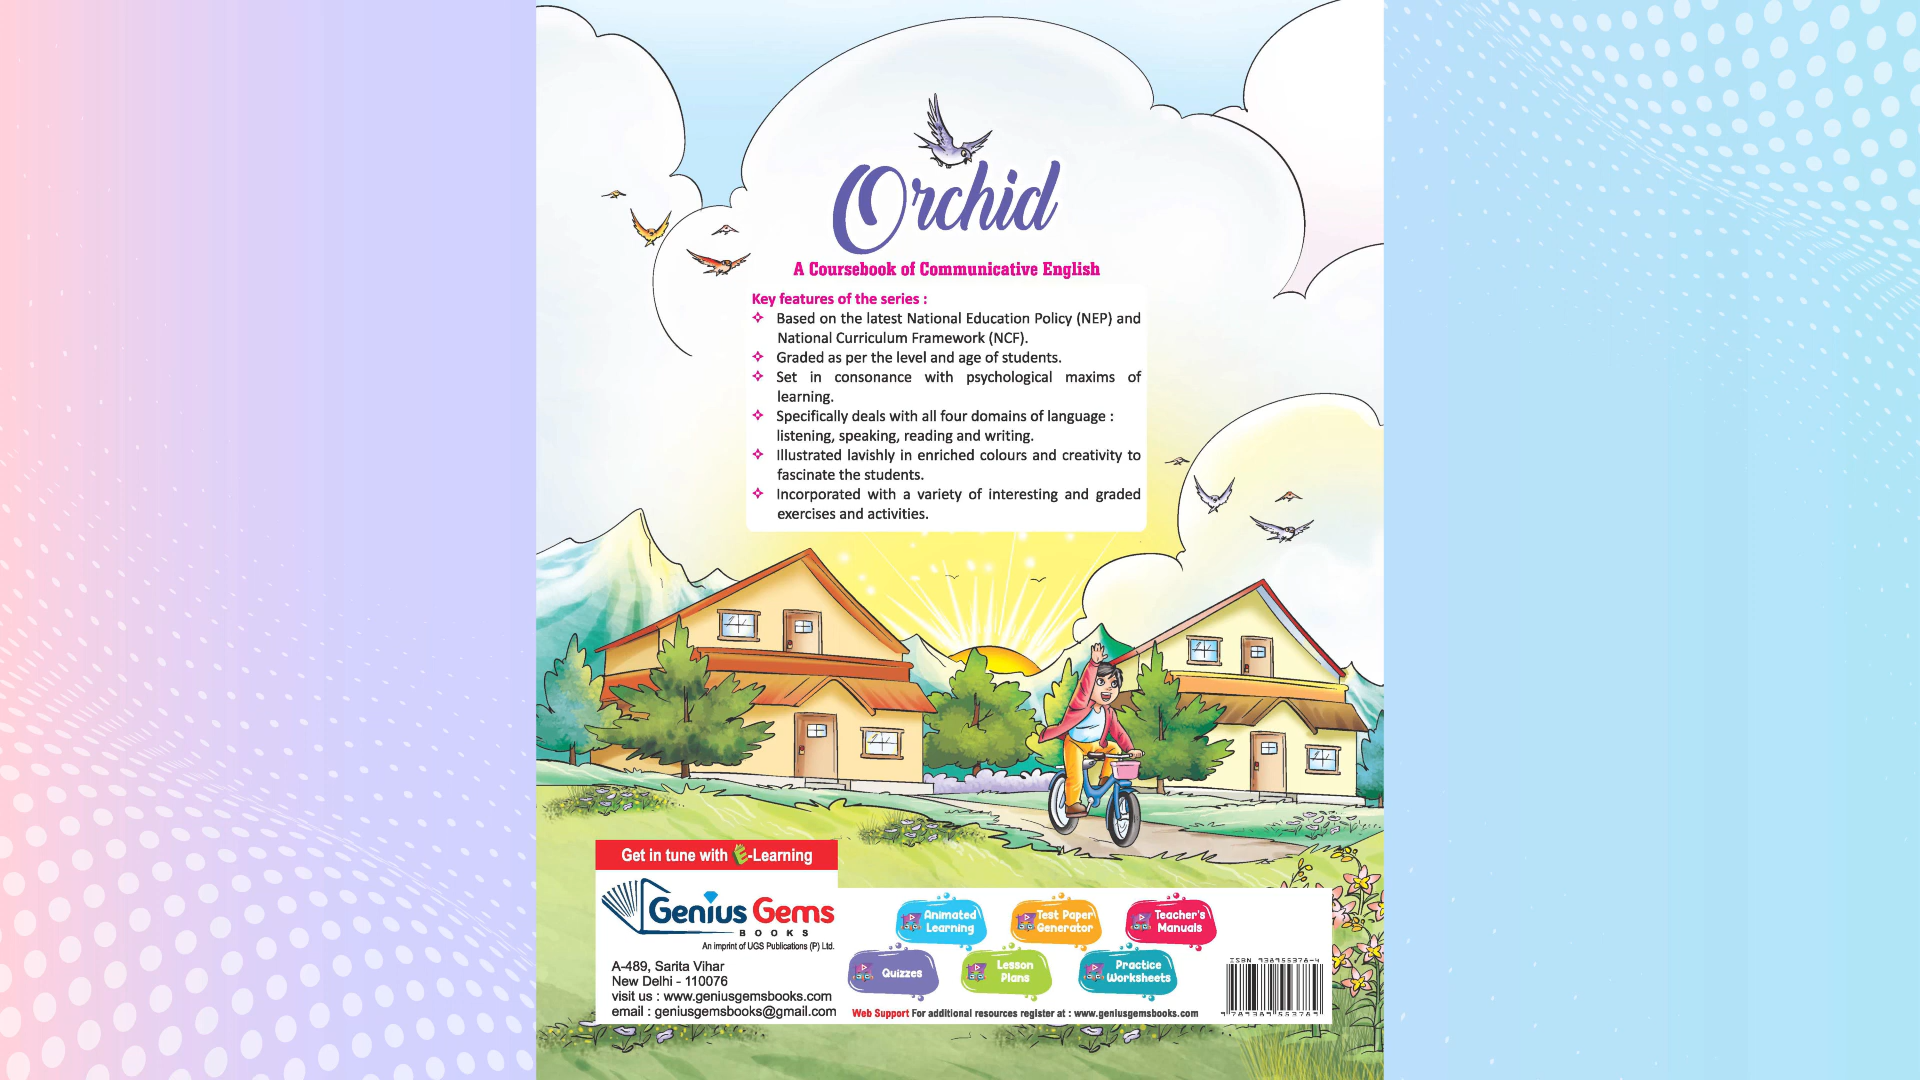 Orchid
A Coursebook of Communicative English
Key features of the series :
Based on the latest National Education Policy (NEP) and
National Curriculum Framework (NCF).
Graded as per the level and age of students.
Set in consonance with psychological maxims of
learning.
Specifically deals with all four domains of language :
listening, speaking, reading and writing.
Illustrated lavishly in enriched colours and creativity to
fascinate the students.
Incorporated with a variety of interesting and graded
exercises and activities.
Get in tune with E-Learning
Genius Gems
BOOKS
An imprint of UGS Publications (P) Ltd.
A-489, Sarita Vihar
New Delhi - 110076
visit us : www.geniusgemsbooks.com
email : geniusgemsbooks@gmail.com
Animated
Learning
Test Paper
Generator
Teacher's
Manuals
Quizzes
Lesson
Plans
Practice
Worksheets
Web Support For additional resources register at : www.geniusgemsbooks.com
ISBN